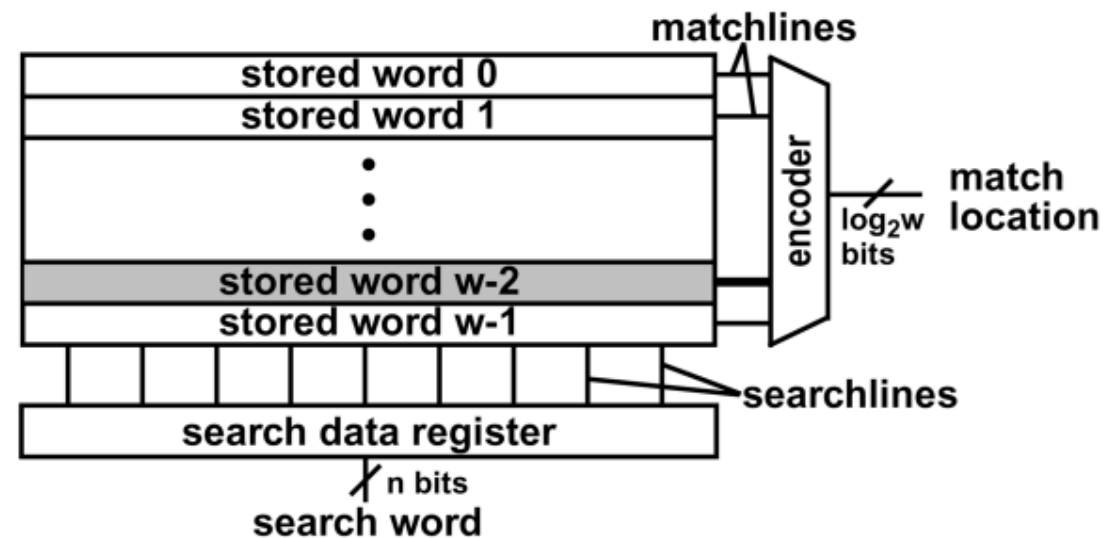 matchlines
stored word 0
stored word 1
encoder
match
location
log₂w
bits
stored word w-2
stored word w-1
searchlines
search data register
n bits
search word